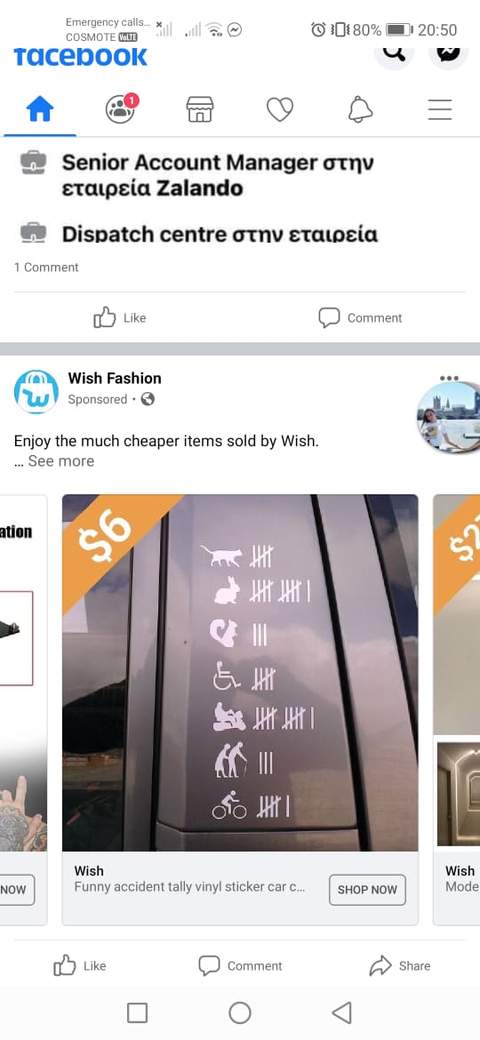 Emergency calls...
COSMOTE VoLTE
80% 20:50
facebook
1
Senior Account Manager στην
εταιρεία Zalando
Dispatch centre στην εταιρεία
1 Comment
Like
Comment
Wish Fashion
Sponsored
Enjoy the much cheaper items sold by Wish.
... See more
ation
$6
$2
NOW
Wish
Funny accident tally vinyl sticker car c...
SHOP NOW
Wish
Mode
Like
Comment
Share